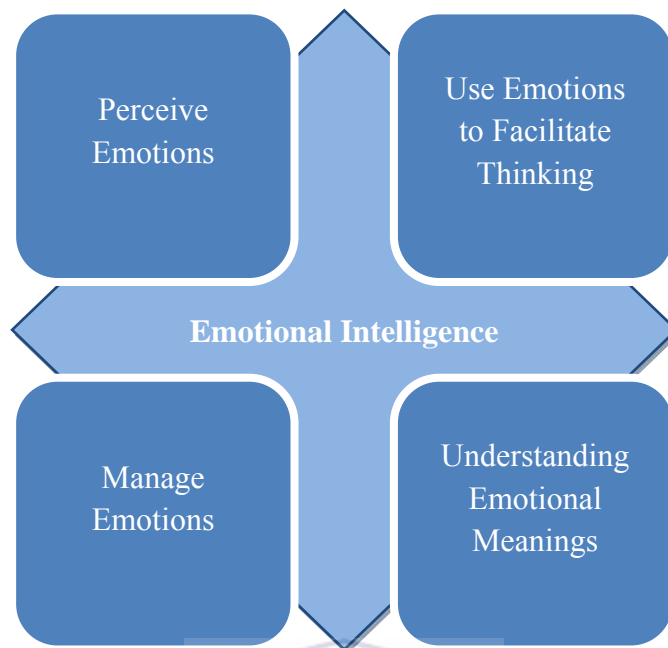 Perceive
Emotions
Use Emotions
to Facilitate
Thinking
Emotional Intelligence
Manage
Emotions
Understanding
Emotional
Meanings